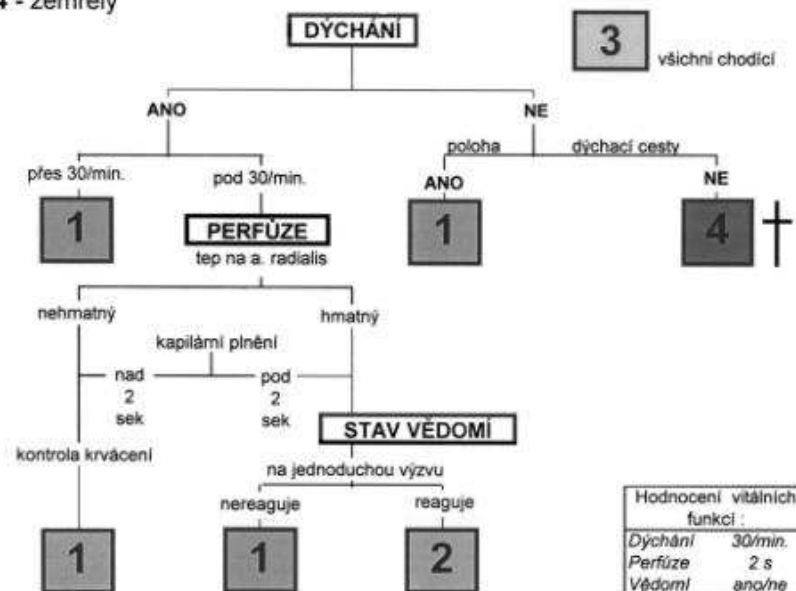 4 - zemřelý
DÝCHÁNÍ
3
všichni chodící
ANO
NE
poloha
dýchací cesty
přes 30/min.
pod 30/min.
ANO
NE
1
PERFÚZE
1
4
tep na a. radialis
nehmatný
hmatný
kapilární plnění
nad
2
sek
pod
2
sek
STAV VĚDOMÍ
kontrola krvácení
na jednoduchou výzvu
nereaguje
reaguje
1
1
2
Hodnocení vitálních
funkcí :
Dýchání 30/min.
Perfúze 2 s
Vědomí ano/ne